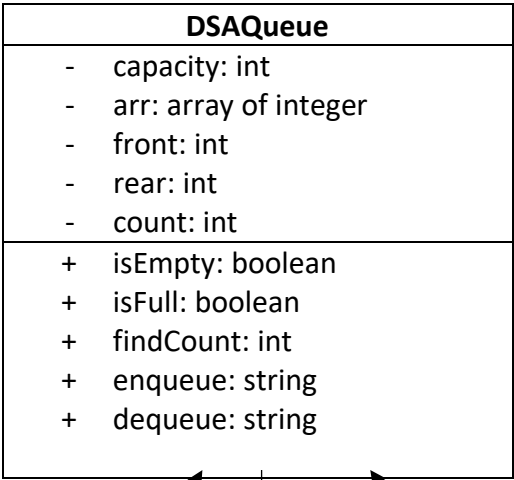 DSAQueue
- capacity: int
- arr: array of integer
- front: int
- rear: int
- count: int
+ isEmpty: boolean
+ isFull: boolean
+ findCount: int
+ enqueue: string
+ dequeue: string